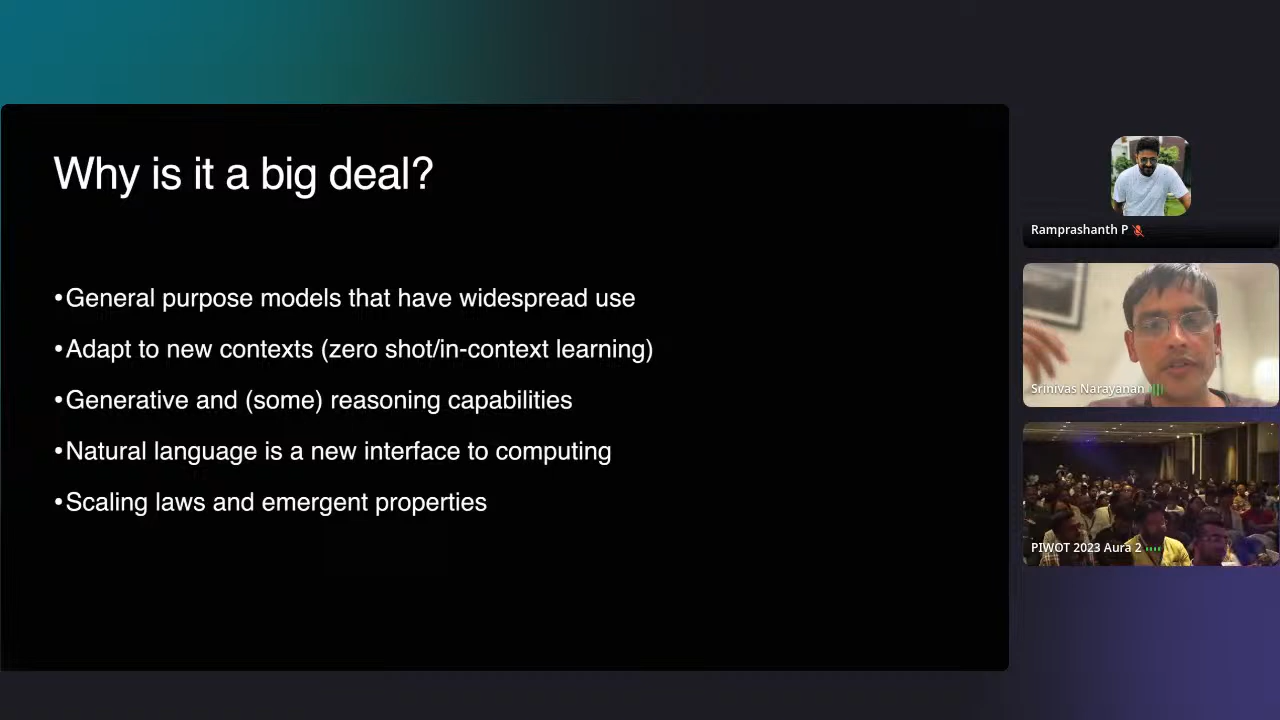 Why is it a big deal?
•General purpose models that have widespread use
•Adapt to new contexts (zero shot/in-context learning)
•Generative and (some) reasoning capabilities
•Natural language is a new interface to computing
•Scaling laws and emergent properties
Ramprashanth P
Srinivas Narayanan
PIWOT 2023 Aura 2